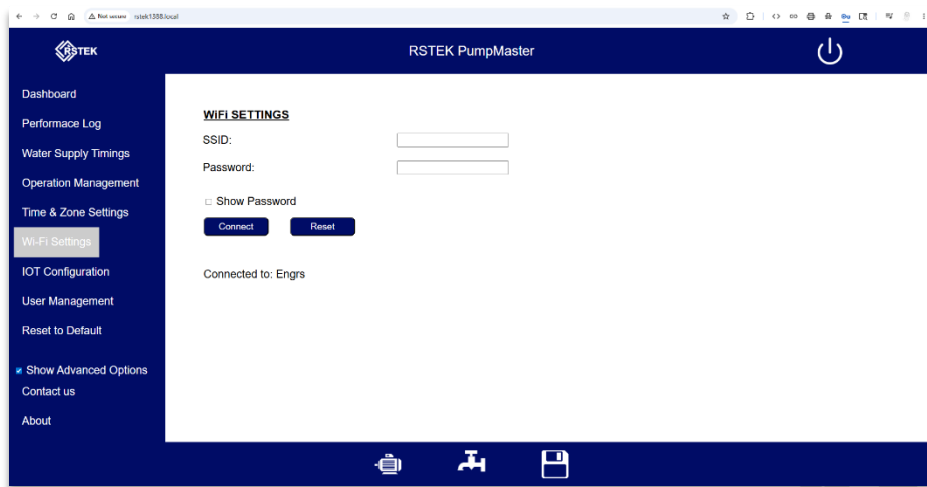 Not secure rstek1388.local
RSTEK
RSTEK PumpMaster
Dashboard
Performace Log
Water Supply Timings
Operation Management
Time & Zone Settings
Wi-Fi Settings
IOT Configuration
User Management
Reset to Default
Show Advanced Options
Contact us
About
WiFi SETTINGS
SSID:
Password:
Show Password
Connect Reset
Connected to: Engrs